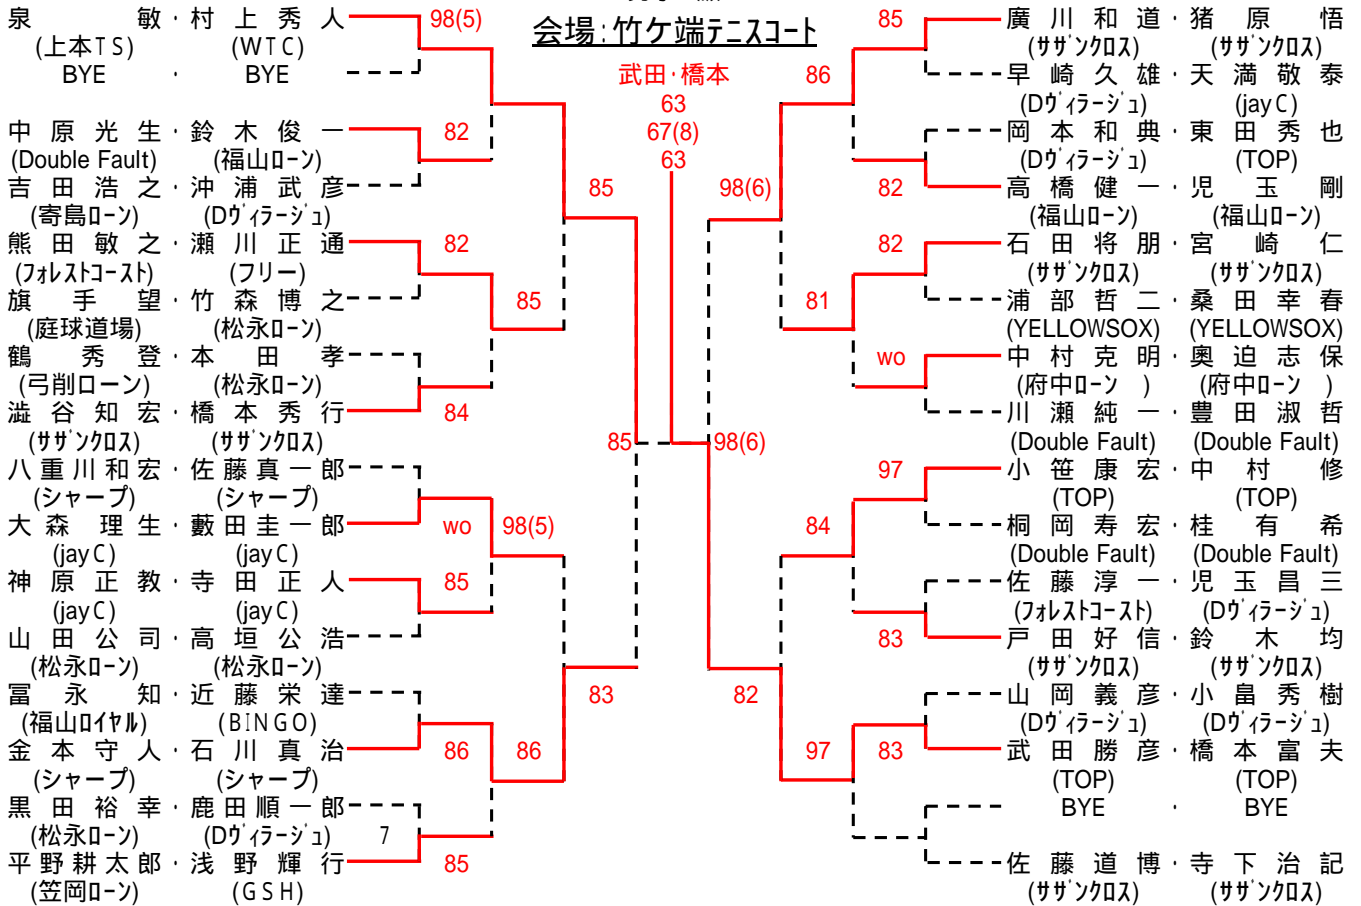 会場:竹ケ端テニスコート
武田・橋本
63
67(8)
63
泉 敏・村上秀人
(上本TS) (WTC)
98(5)
BYE ・ BYE
中原光生・鈴木俊一
(Double Fault) (福山ローン)
82
吉田浩之・沖浦武彦
(寄島ローン) (Dヴィラージュ)
85
熊田敏之・瀬川正通
(フォレストコースト) (フリー)
82
旗手望・竹森博之
(庭球道場) (松永ローン)
85
鶴秀登・本田孝
(弓削ローン) (松永ローン)
澁谷知宏・橋本秀行
(サザンクロス) (サザンクロス)
84
85
八重川和宏・佐藤真一郎
(シャープ) (シャープ)
大森理生・藪田圭一郎
(jayC) (jayC)
wo
98(5)
神原正教・寺田正人
(jayC) (jayC)
85
山田公司・高垣公浩
(松永ローン) (松永ローン)
冨永知・近藤栄達
(福山ロイヤル) (BINGO)
83
金本守人・石川真治
(シャープ) (シャープ)
86
86
黒田裕幸・鹿田順一郎
(松永ローン) (Dヴィラージュ)
7
平野耕太郎・浅野輝行
(笠岡ローン) (GSH)
85
85
廣川和道・猪原悟
(サザンクロス) (サザンクロス)
86
早崎久雄・天満敬泰
(Dヴィラージュ) (jayC)
岡本和典・東田秀也
(Dヴィラージュ) (TOP)
98(6)
82
高橋健一・児玉剛
(福山ローン) (福山ローン)
82
石田将朋・宮崎仁
(サザンクロス) (サザンクロス)
81
浦部哲二・桑田幸春
(YELLOWSOX) (YELLOWSOX)
wo
中村克明・奥迫志保
(府中ローン ) (府中ローン )
川瀬純一・豊田淑哲
(Double Fault) (Double Fault)
98(6)
97
小笹康宏・中村修
(TOP) (TOP)
84
桐岡寿宏・桂有希
(Double Fault) (Double Fault)
佐藤淳一・児玉昌三
(フォレストコースト) (Dヴィラージュ)
83
戸田好信・鈴木均
(サザンクロス) (サザンクロス)
82
山岡義彦・小畠秀樹
(Dヴィラージュ) (Dヴィラージュ)
97
83
武田勝彦・橋本富夫
(TOP) (TOP)
BYE ・ BYE
佐藤道博・寺下治記
(サザンクロス) (サザンクロス)